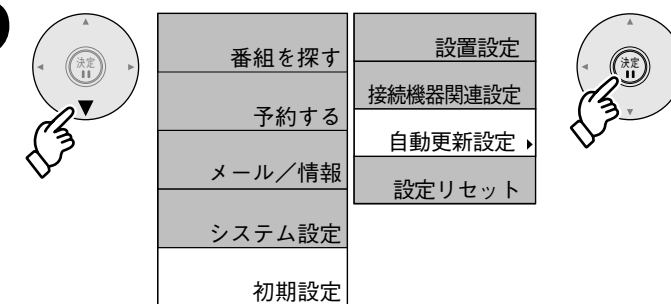 決定
番組を探す
予約する
メール／情報
システム設定
初期設定
設置設定
接続機器関連設定
自動更新設定
設定リセット
決定